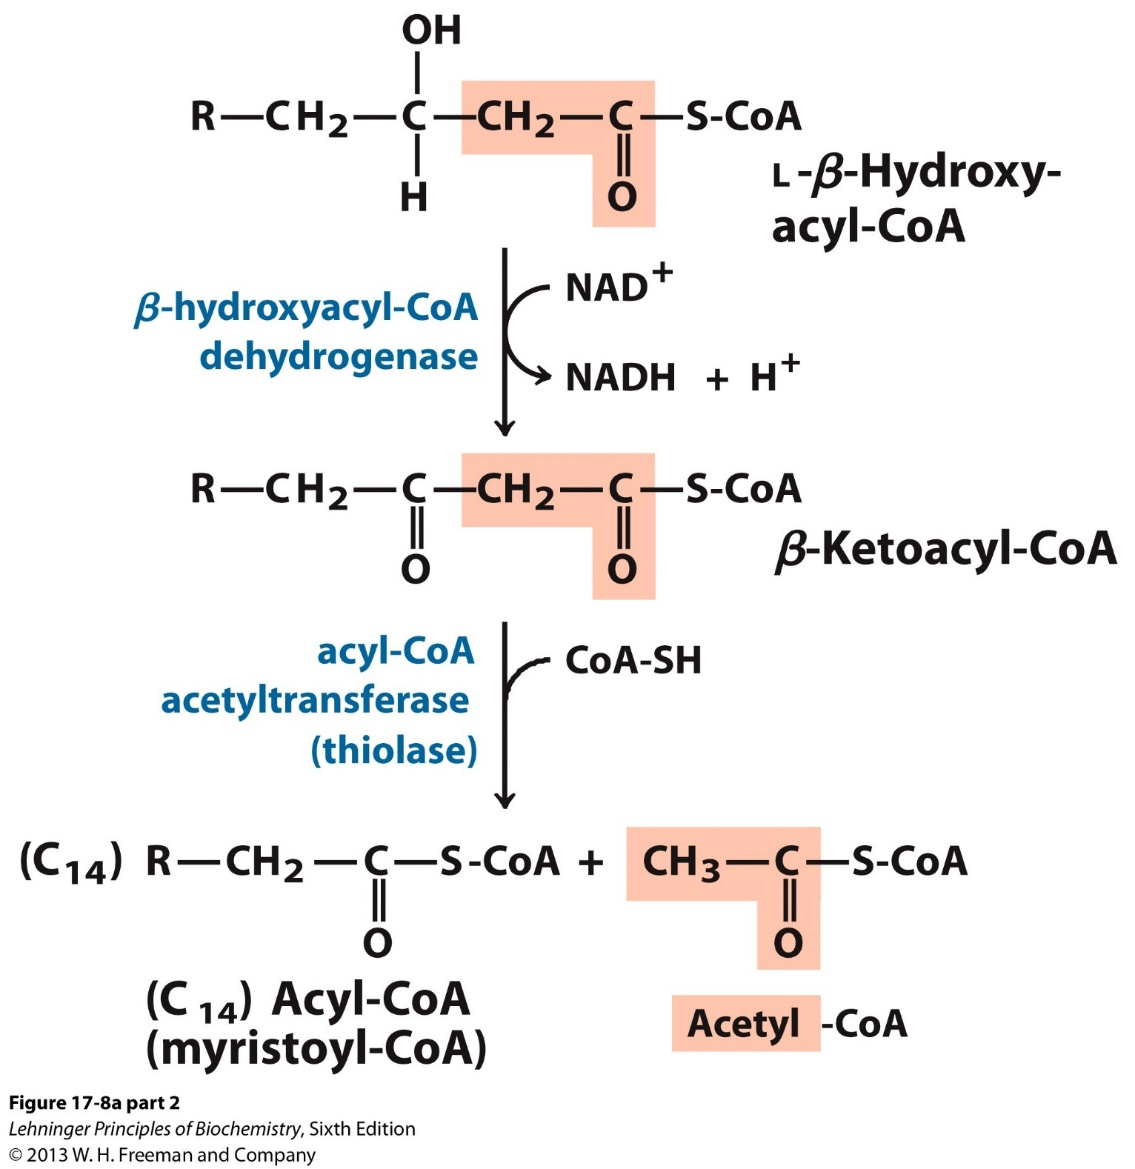 OH
R—CH₂—C—CH₂—C—S-CoA
H
O
L-β-Hydroxy-
acyl-CoA
β-hydroxyacyl-CoA
dehydrogenase
NAD⁺
NADH + H⁺
R—CH₂—C—CH₂—C—S-CoA
O
O
β-Ketoacyl-CoA
acyl-CoA
acetyltransferase
(thiolase)
CoA-SH
(C₁₄) R—CH₂—C—S-CoA + CH₃—C—S-CoA
O
O
(C₁₄) Acyl-CoA
(myristoyl-CoA)
Acetyl-CoA
Figure 17-8a part 2
Lehninger Principles of Biochemistry, Sixth Edition
© 2013 W. H. Freeman and Company